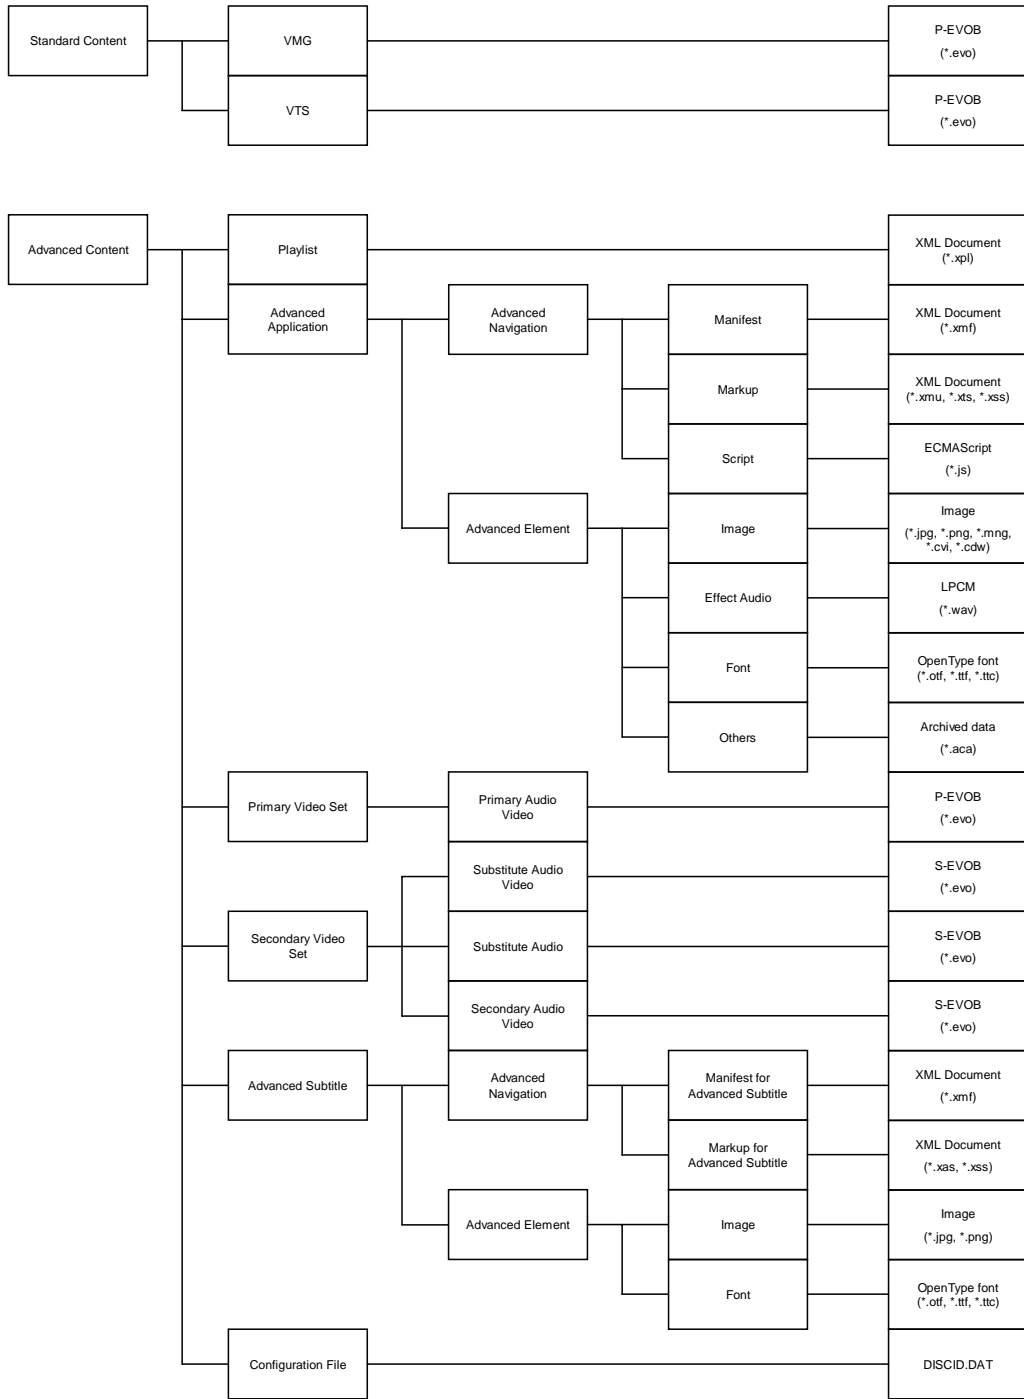 Standard Content
VMG
P-EVOB
(*.evo)
VTS
P-EVOB
(*.evo)
Advanced Content
Playlist
XML Document
(*.xpl)
Advanced
Application
Advanced
Navigation
Manifest
XML Document
(*.xmf)
Markup
XML Document
(*.xmu, *.xts, *.xss)
Script
ECMAScript
(*.js)
Advanced Element
Image
Image
(*.jpg, *.png, *.mng,
*.cvi, *.cdw)
Effect Audio
LPCM
(*.wav)
Font
OpenType font
(*.otf, *.ttf, *.ttc)
Others
Archived data
(*.aca)
Primary Video Set
Primary Audio
Video
P-EVOB
(*.evo)
Substitute Audio
Video
S-EVOB
(*.evo)
Secondary Video
Set
Substitute Audio
S-EVOB
(*.evo)
Secondary Audio
Video
S-EVOB
(*.evo)
Advanced Subtitle
Advanced
Navigation
Manifest for
Advanced Subtitle
XML Document
(*.xmf)
Markup for
Advanced Subtitle
XML Document
(*.xas, *.xss)
Advanced Element
Image
Image
(*.jpg, *.png)
Font
OpenType font
(*.otf, *.ttf, *.ttc)
Configuration File
DISCID.DAT